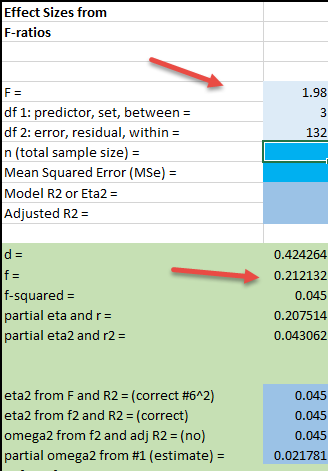 Effect Sizes from
F-ratios
F = 1.98
df 1: predictor, set, between = 3
df 2: error, residual, within = 132
n (total sample size) =
Mean Squared Error (MSe) =
Model R2 or Eta2 =
Adjusted R2 =
d = 0.424264
f = 0.212132
f-squared = 0.045
partial eta and r = 0.207514
partial eta2 and r2 = 0.043062
eta2 from F and R2 = (correct #6^2) 0.045
eta2 from f2 and R2 = (correct) 0.045
omega2 from f2 and adj R2 = (no) 0.045
partial omega2 from #1 (estimate) = 0.021781